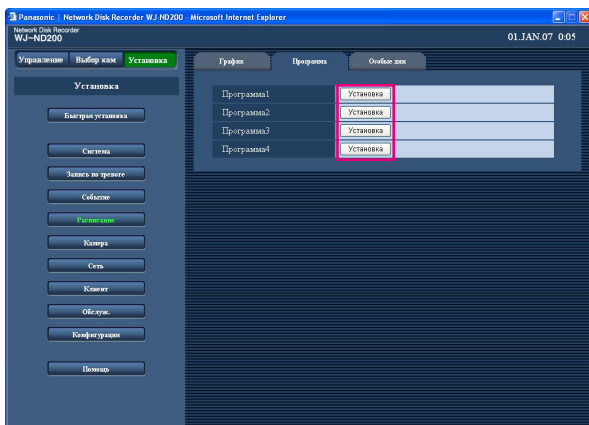 Panasonic | Network Disk Recorder WJ-ND200 - Microsoft Internet Explorer
Network Disk Recorder
WJ-ND200
01.JAN.07 0:05
Управление Выбор кам Установка
График Программа Особые дни
Установка
Быстрая установка
Система
Запись по тревоге
Событие
Расписание
Камера
Сеть
Клиент
Обслуж.
Конфигурации
Помощь
Программа1 Установка
Программа2 Установка
Программа3 Установка
Программа4 Установка